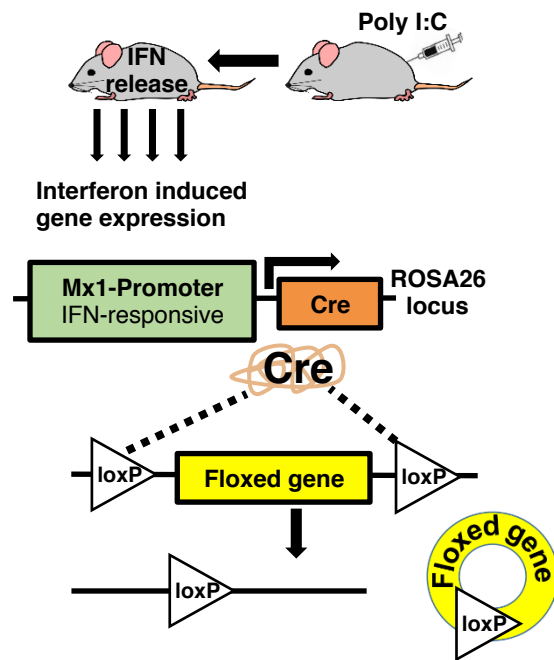 Poly I:C
IFN
release
Interferon induced
gene expression
Mx1-Promoter
IFN-responsive
Cre
ROSA26
locus
Cre
loxP
Floxed gene
loxP
loxP
Floxed gene
loxP